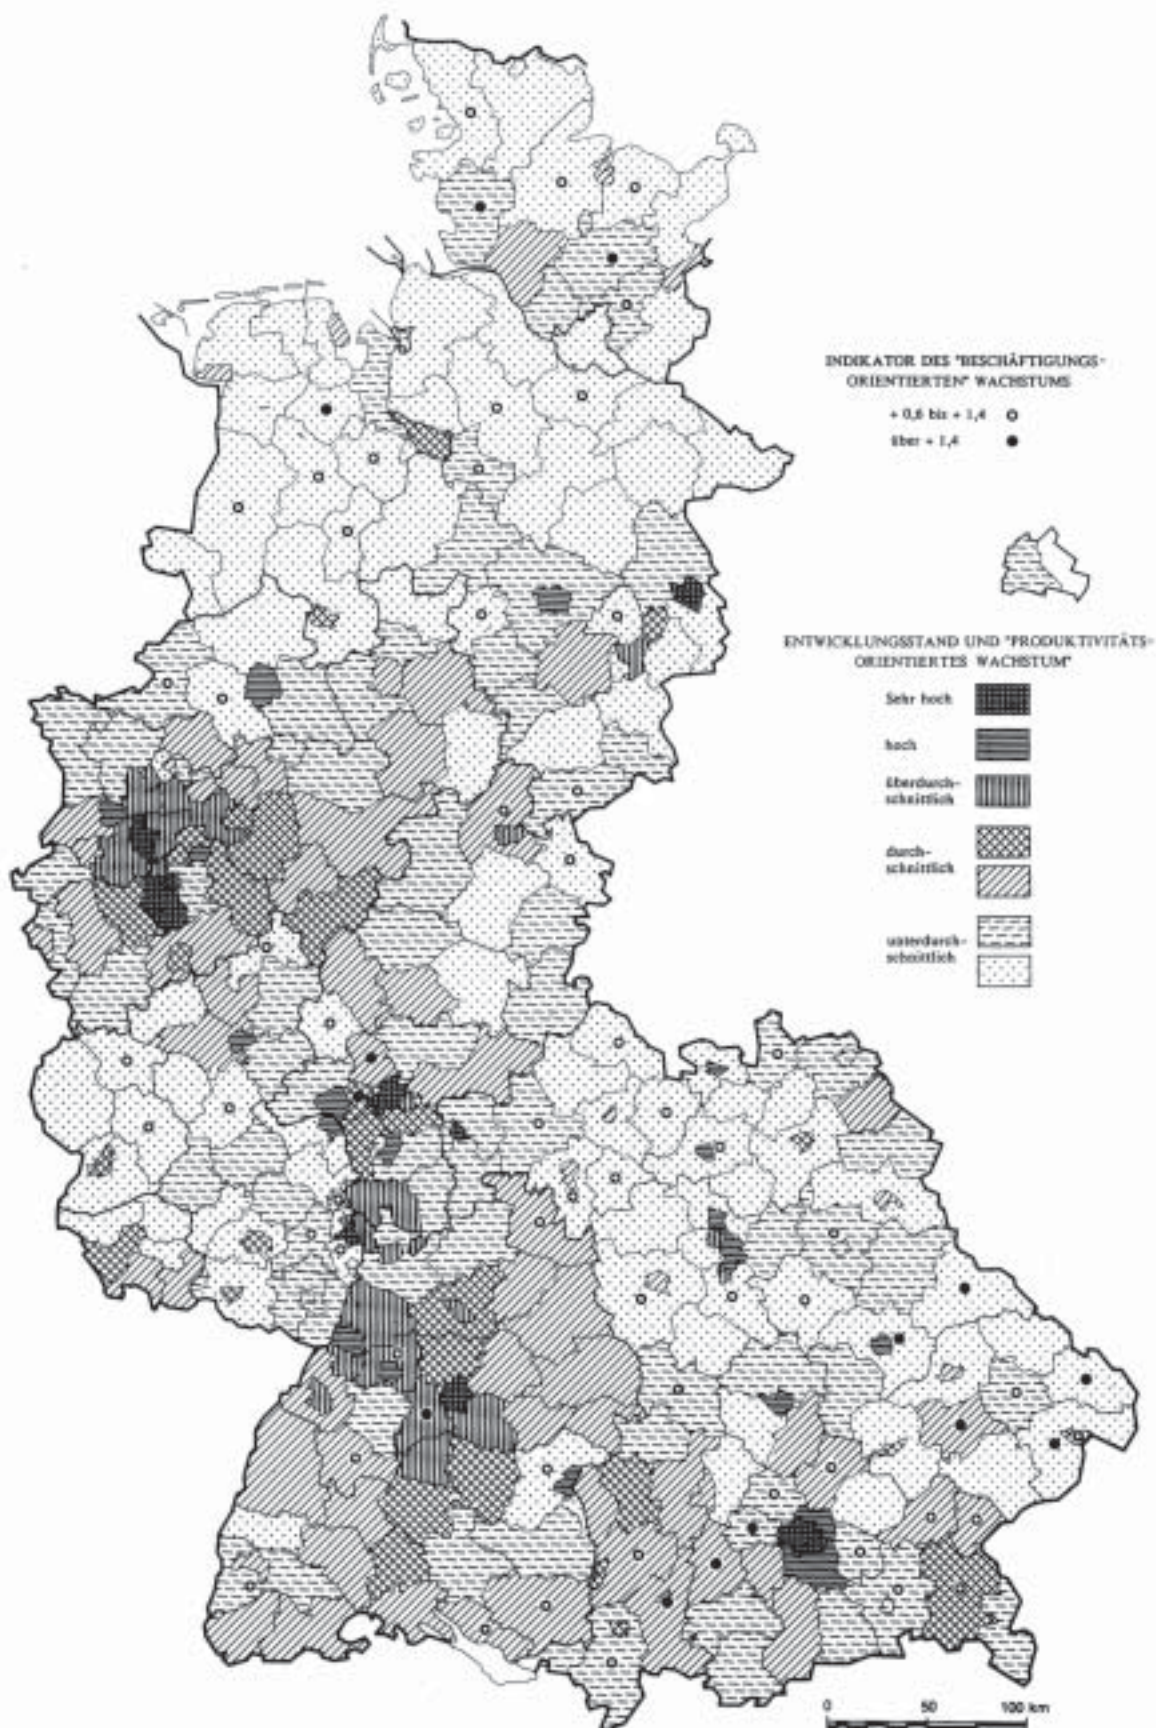 INDIKATOR DES "BESCHÄFTIGUNGS-
ORIENTIERTEN" WACHSTUMS
+ 0,6 bis + 1,4
über + 1,4
ENTWICKLUNGSSTAND UND "PRODUKTIVITÄTS-
ORIENTIERTES WACHSTUM"
Sehr hoch
hoch
überdurch-
schnittlich
durch-
schnittlich
unterdurch-
schnittlich
0 50 100 km